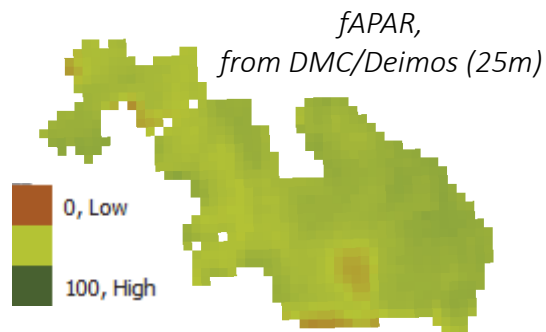 fAPAR,
from DMC/Deimos (25m)
0, Low
100, High